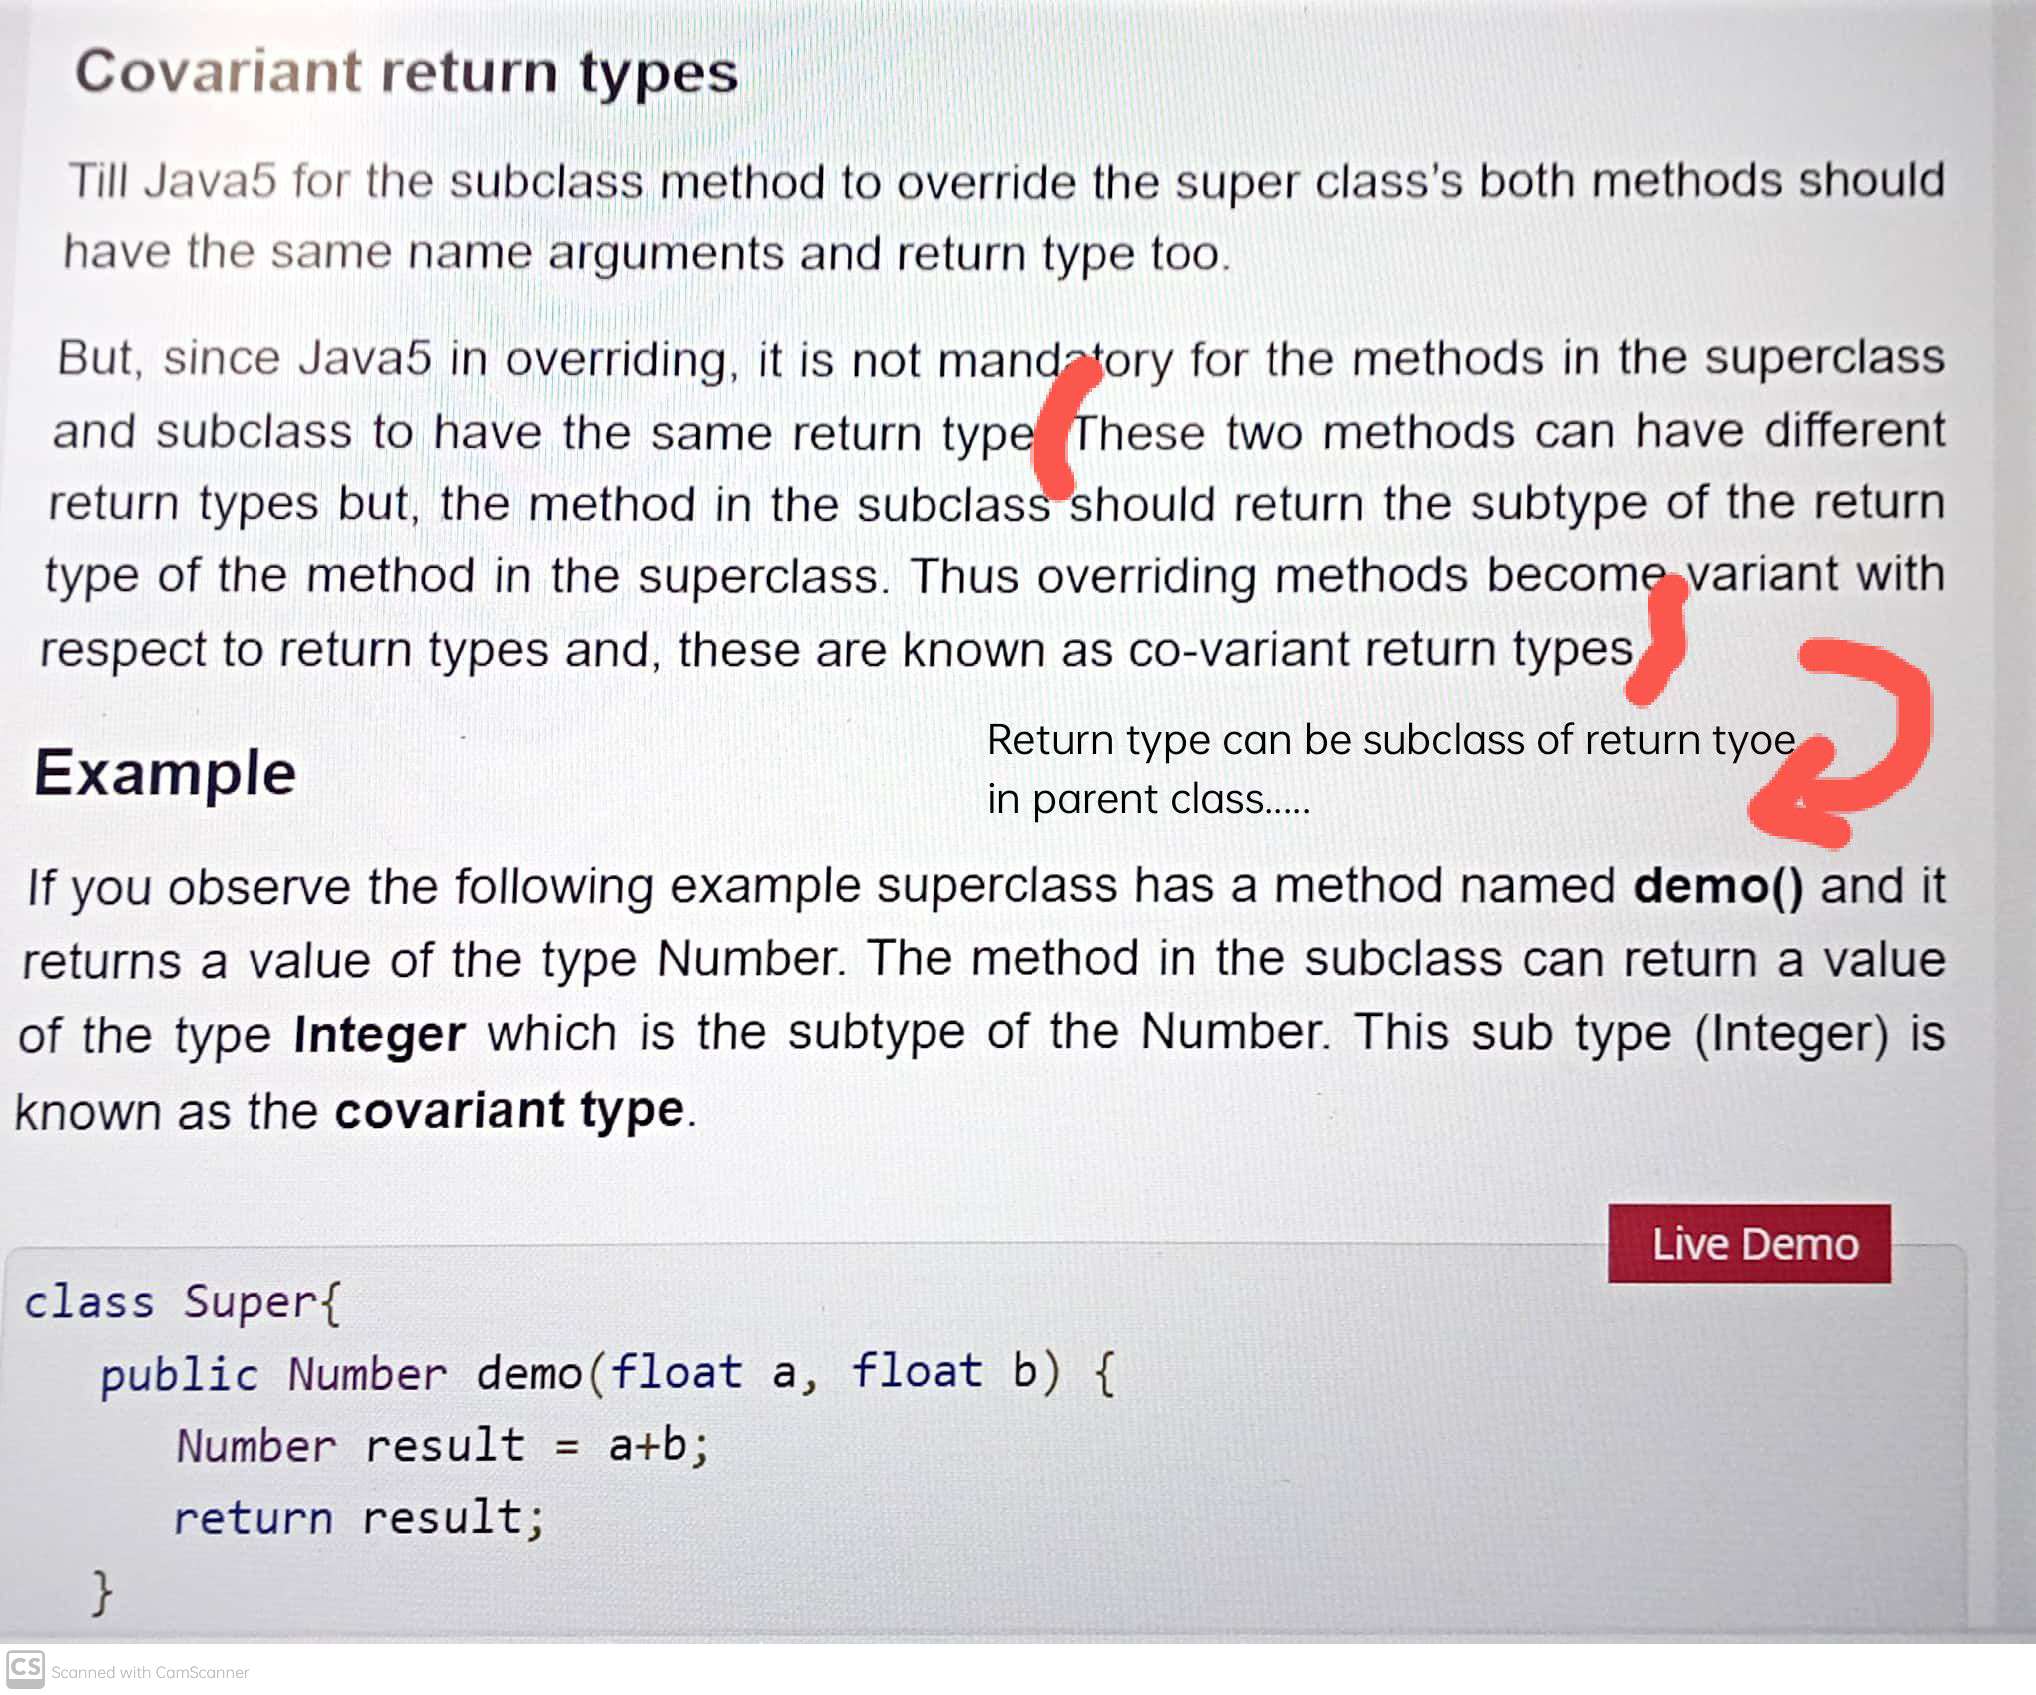 Covariant return types
Till Java5 for the subclass method to override the super class's both methods should
have the same name arguments and return type too.
But, since Java5 in overriding, it is not mandatory for the methods in the superclass
and subclass to have the same return type These two methods can have different
return types but, the method in the subclass should return the subtype of the return
type of the method in the superclass. Thus overriding methods become variant with
respect to return types and, these are known as co-variant return types
Return type can be subclass of return tyoe
in parent class.....
Example
If you observe the following example superclass has a method named demo() and it
returns a value of the type Number. The method in the subclass can return a value
of the type Integer which is the subtype of the Number. This sub type (Integer) is
known as the covariant type.
Live Demo
class Super{
public Number demo(float a, float b) {
Number result = a+b;
return result;
}
CS Scanned with CamScanner